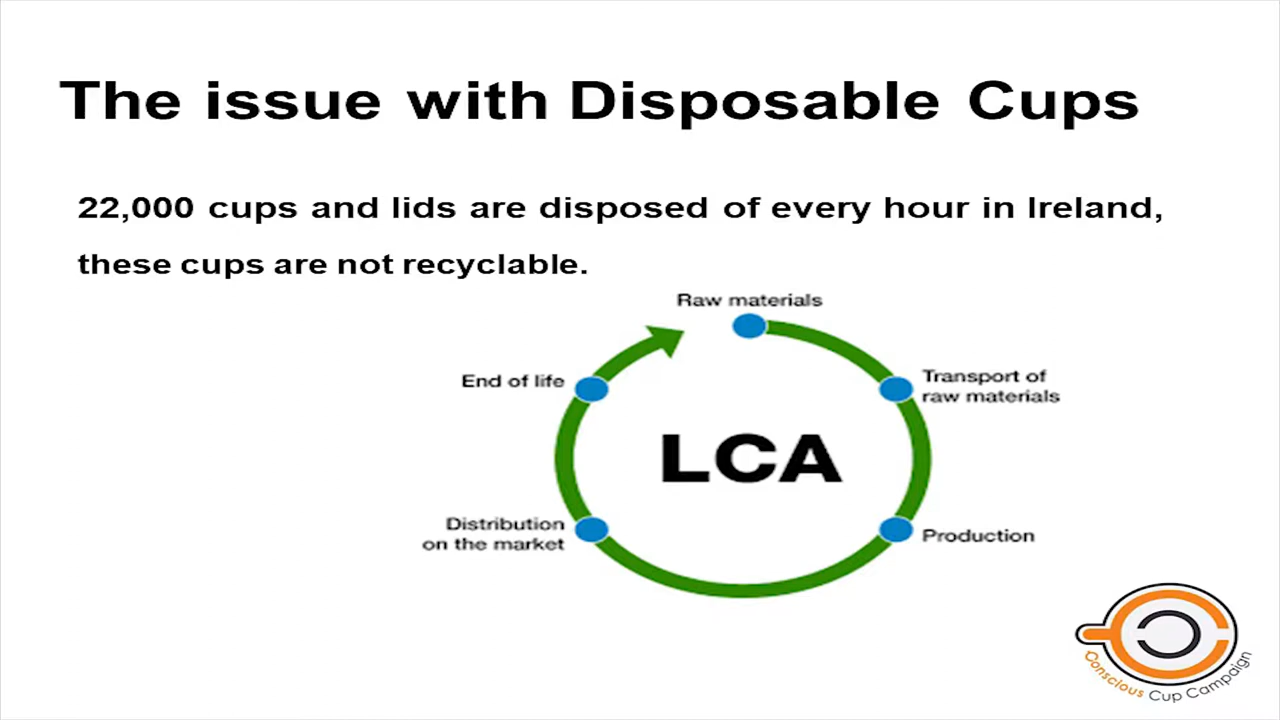 The issue with Disposable Cups
22,000 cups and lids are disposed of every hour in Ireland,
these cups are not recyclable.
Raw materials
End of life
Transport of
raw materials
LCA
Distribution
on the market
Production
Conscious Cup Campaign